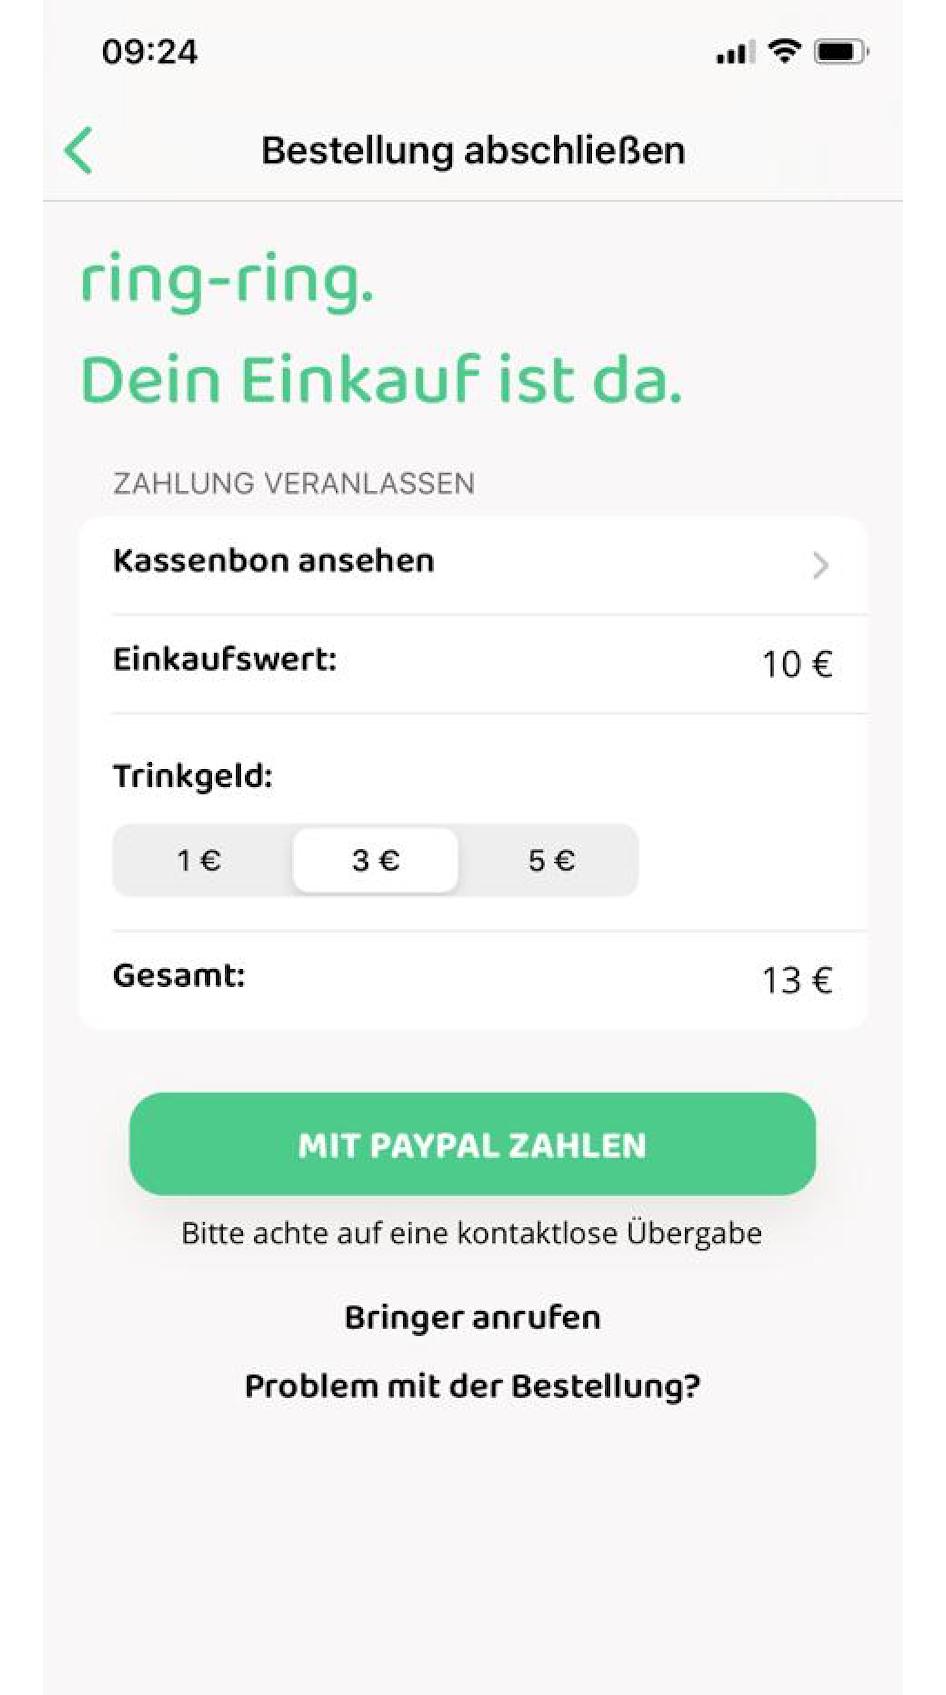 09:24
Bestellung abschließen
ring-ring.
Dein Einkauf ist da.
ZAHLUNG VERANLASSEN
Kassenbon ansehen
Einkaufswert: 10 €
Trinkgeld:
1 € 3 € 5 €
Gesamt: 13 €
MIT PAYPAL ZAHLEN
Bitte achte auf eine kontaktlose Übergabe
Bringer anrufen
Problem mit der Bestellung?